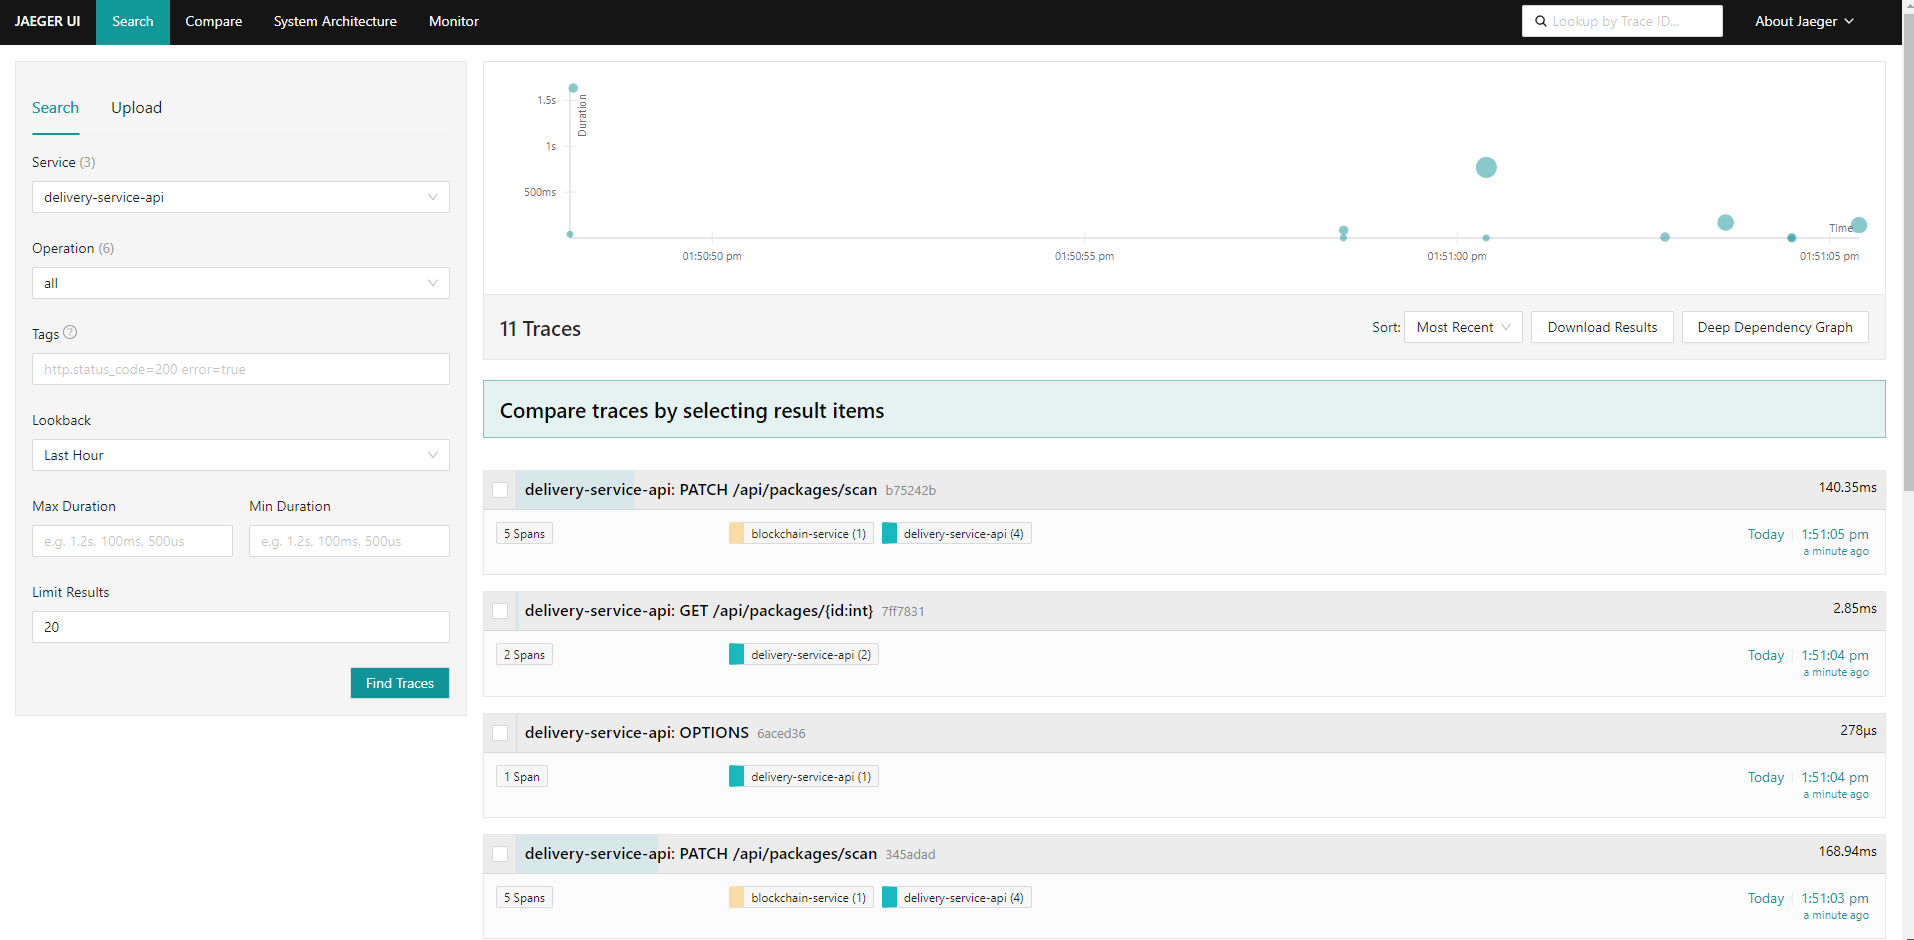 JAEGER UI Search Compare System Architecture Monitor Lookup by Trace ID... About Jaeger
Search Upload
Service (3)
delivery-service-api
Operation (6)
all
Tags ?
http.status_code=200 error=true
Lookback
Last Hour
Max Duration Min Duration
e.g. 1.2s, 100ms, 500us e.g. 1.2s, 100ms, 500us
Limit Results
20
Find Traces
1.5s
1s
500ms
Duration
Time
01:50:50 pm 01:50:55 pm 01:51:00 pm 01:51:05 pm
11 Traces Sort: Most Recent Download Results Deep Dependency Graph
Compare traces by selecting result items
delivery-service-api: PATCH /api/packages/scan b75242b 140.35ms
5 Spans blockchain-service (1) delivery-service-api (4) Today 1:51:05 pm
a minute ago
delivery-service-api: GET /api/packages/{id:int} 7ff7831 2.85ms
2 Spans delivery-service-api (2) Today 1:51:04 pm
a minute ago
delivery-service-api: OPTIONS 6aced36 278μs
1 Span delivery-service-api (1) Today 1:51:04 pm
a minute ago
delivery-service-api: PATCH /api/packages/scan 345adad 168.94ms
5 Spans blockchain-service (1) delivery-service-api (4) Today 1:51:03 pm
a minute ago